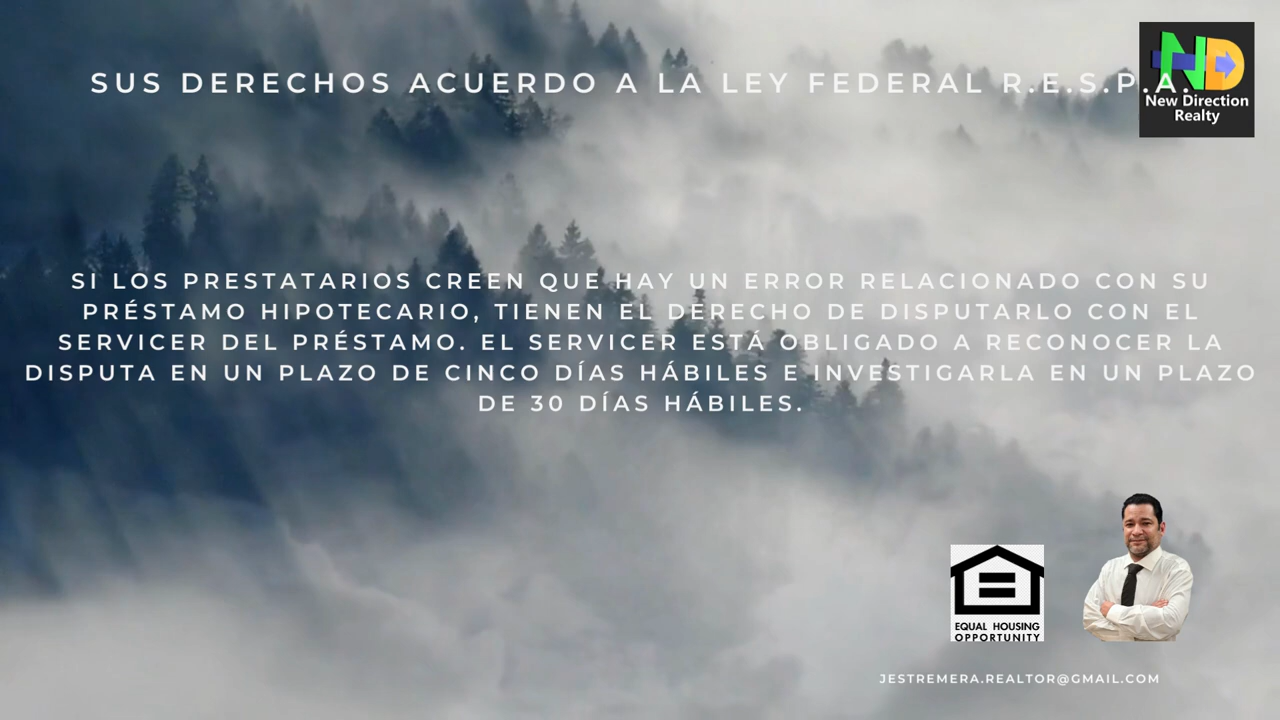 SUS DERECHOS ACUERDO A LA LEY FEDERAL R.E.S.P.A.
ND
New Direction
Realty
SI LOS PRESTATARIOS CREEN QUE HAY UN ERROR RELACIONADO CON SU
PRÉSTAMO HIPOTECARIO, TIENEN EL DERECHO DE DISPUTARLO CON EL
SERVICER DEL PRÉSTAMO. EL SERVICER ESTÁ OBLIGADO A RECONOCER LA
DISPUTA EN UN PLAZO DE CINCO DÍAS HÁBILES E INVESTIGARLA EN UN PLAZO
DE 30 DÍAS HÁBILES.
EQUAL HOUSING
OPPORTUNITY
JESTREMERA.REALTOR@GMAIL.COM